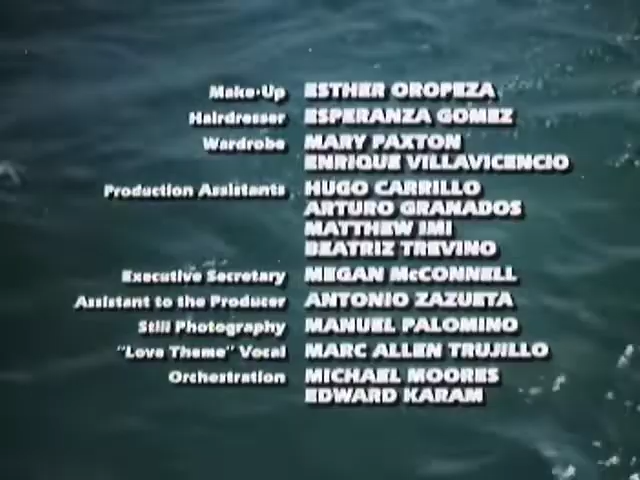 Make-Up ESTHER OROPEZA
Hairdresser ESPERANZA GOMEZ
Wardrobe MARY PAXTON
ENRIQUE VILLAVICENCIO
Production Assistants HUGO CARRILLO
ARTURO GRANADOS
MATTHEW IMI
BEATRIZ TREVINO
Executive Secretary MEGAN McCONNELL
Assistant to the Producer ANTONIO ZAZUETA
Still Photography MANUEL PALOMINO
"Love Theme" Vocal MARC ALLEN TRUJILLO
Orchestration MICHAEL MOORES
EDWARD KARAM